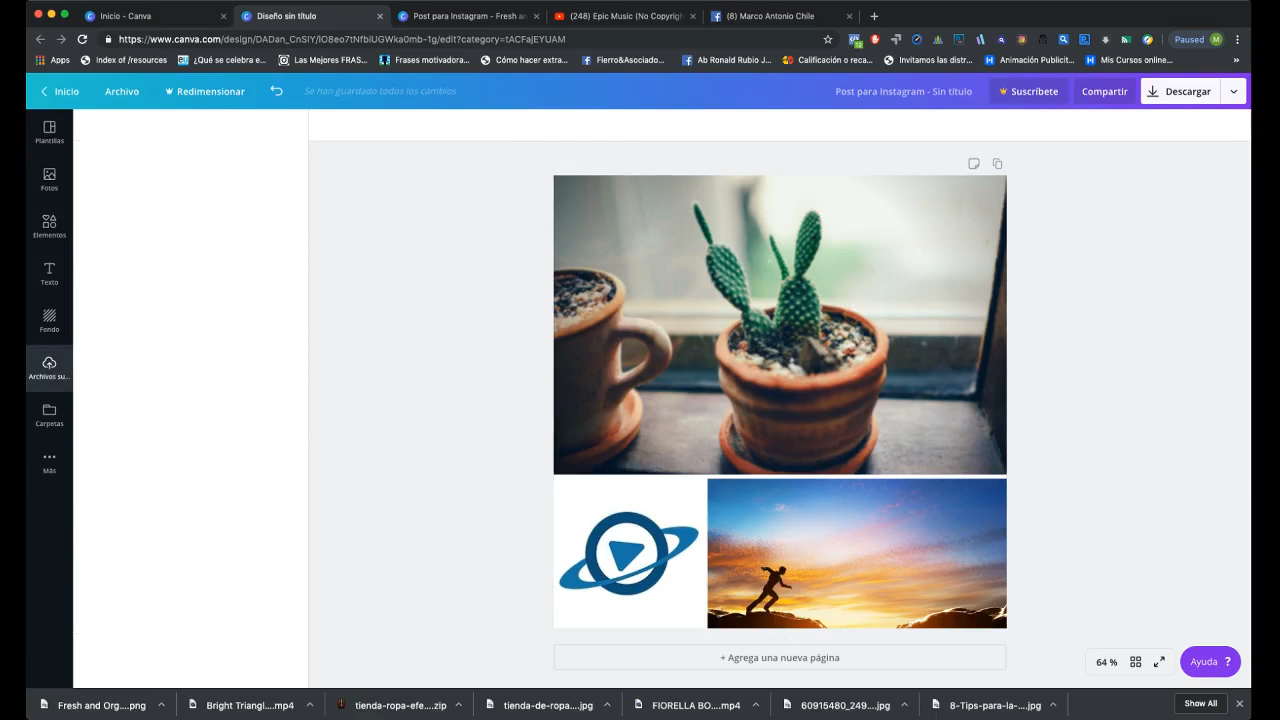 Inicio - Canva
Diseño sin título
Post para Instagram - Fresh an
(248) Epic Music (No Copyrigh
(8) Marco Antonio Chile
https://www.canva.com/design/DADan_CnSIY/lO8eo7tNfbiUGWka0mb-1g/edit?category=tACFajEYUAM
12
Paused
M
Apps
Index of /resources
¿Qué se celebra e...
Las Mejores FRAS...
Frases motivadora...
Cómo hacer extra...
Fierro&Asociado...
Ab Ronald Rubio J...
Calificación o reca...
Invitamos las distr...
Animación Publicit...
Mis Cursos online...
Inicio
Archivo
Redimensionar
Se han guardado todos los cambios
Post para Instagram - Sin título
Suscríbete
Compartir
Descargar
Plantillas
Fotos
Elementos
Texto
Fondo
Archivos su...
Carpetas
Más
+ Agrega una nueva página
64 %
Ayuda ?
Fresh and Org....png
Bright Triangl....mp4
tienda-ropa-efe....zip
tienda-de-ropa....jpg
FIORELLA BO....mp4
60915480_249....jpg
8-Tips-para-la-....jpg
Show All